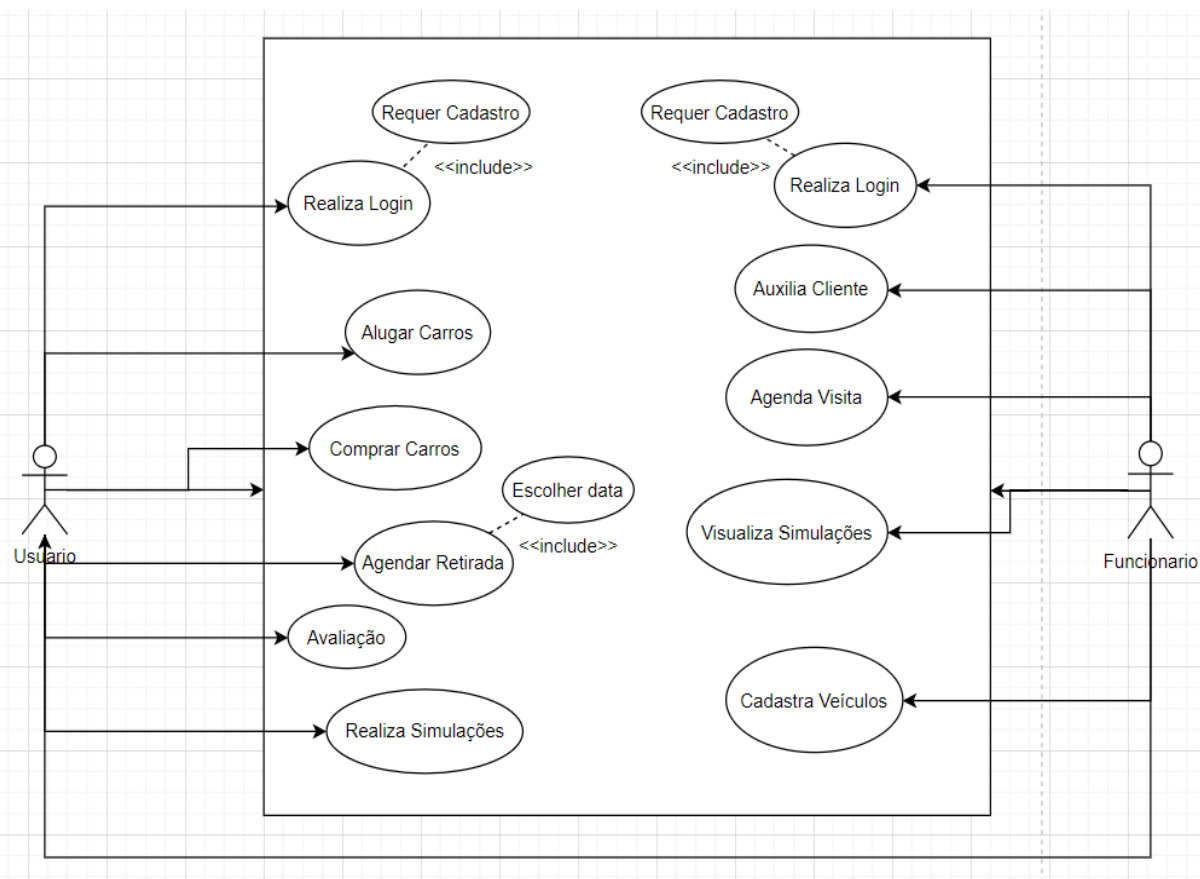 Requer Cadastro
Requer Cadastro
<<include>>
<<include>>
Realiza Login
Realiza Login
Auxilia Cliente
Alugar Carros
Agenda Visita
Comprar Carros
Escolher data
Visualiza Simulações
<<include>>
Usuario
Agendar Retirada
Funcionario
Avaliação
Cadastra Veículos
Realiza Simulações